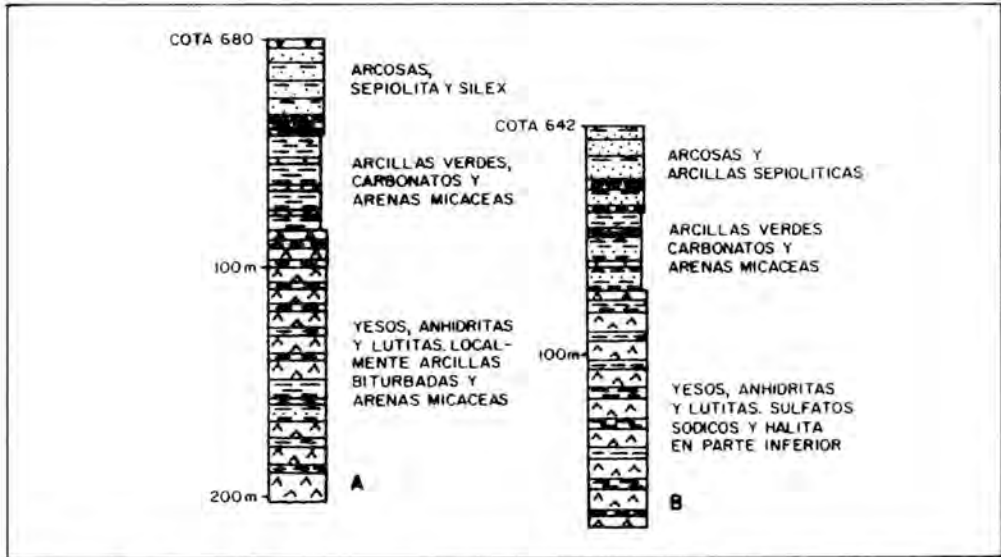 COTA 680
ARCOSAS,
SEPIOLITA Y SILEX
ARCILLAS VERDES,
CARBONATOS Y
ARENAS MICACEAS
100m
YESOS, ANHIDRITAS
Y LUTITAS. LOCAL-
MENTE ARCILLAS
BITURBADAS Y
ARENAS MICACEAS
200m
A
COTA 642
ARCOSAS Y
ARCILLAS SEPIOLITICAS
ARCILLAS VERDES
CARBONATOS Y
ARENAS MICACEAS
100m
YESOS, ANHIDRITAS
Y LUTITAS. SULFATOS
SODICOS Y HALITA
EN PARTE INFERIOR
B